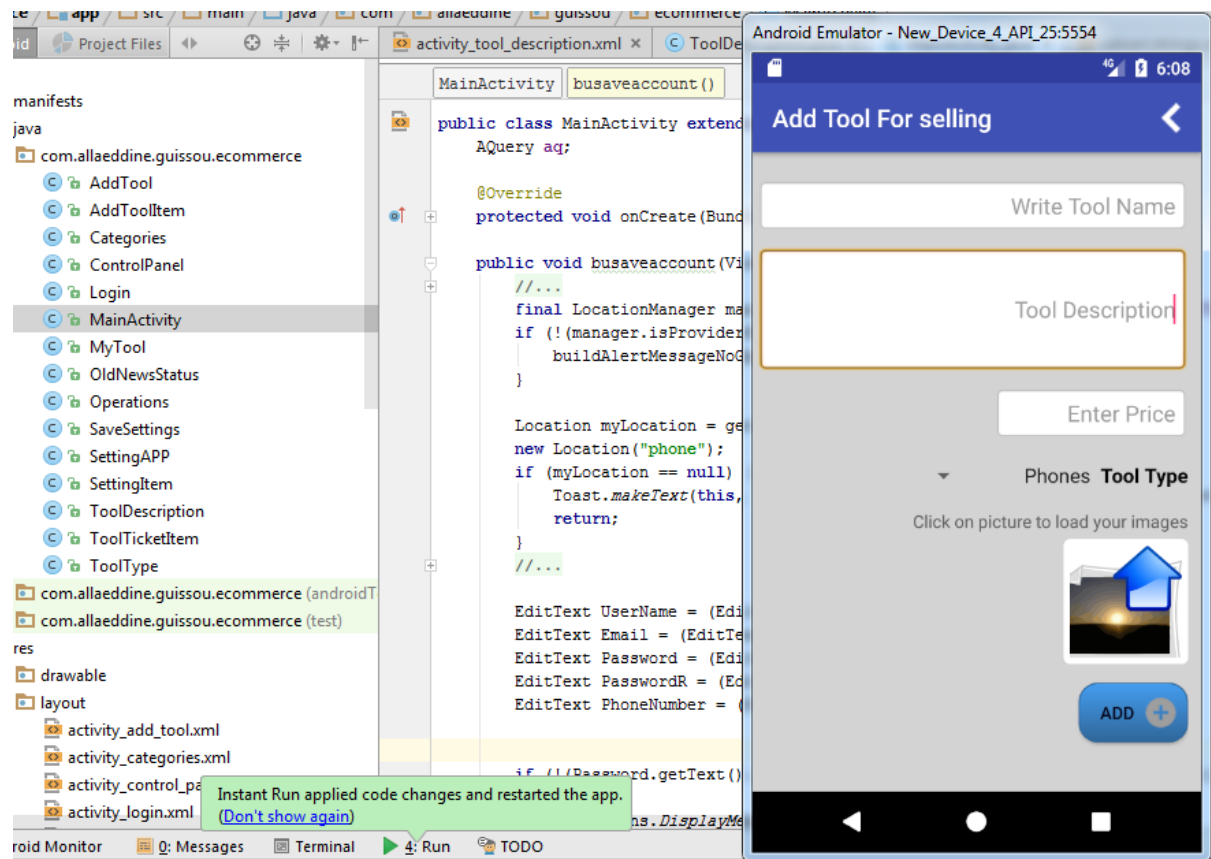 app src main java com allaeddine guissou ecommerce
Project Files
activity_tool_description.xml
MainActivity busaveaccount()
manifests
java
com.allaeddine.guissou.ecommerce
AddTool
AddToolItem
Categories
ControlPanel
Login
MainActivity
MyTool
OldNewsStatus
Operations
SaveSettings
SettingAPP
SettingItem
ToolDescription
ToolTicketItem
ToolType
com.allaeddine.guissou.ecommerce (androidT
com.allaeddine.guissou.ecommerce (test)
res
drawable
layout
activity_add_tool.xml
activity_categories.xml
activity_control_pa
activity_login.xml
public class MainActivity extend
AQuery aq;
@Override
protected void onCreate(Bund
public void busaveaccount(Vi
//...
final LocationManager ma
if (!(manager.isProvider
buildAlertMessageNoG
}
Location myLocation = ge
new Location("phone");
if (myLocation == null)
Toast.makeText(this,
return;
}
//...
EditText UserName = (Edi
EditText Email = (EditTe
EditText Password = (Edi
EditText PasswordR = (Ed
EditText PhoneNumber = (
if (!(Password.getText()
ns.DisplayMe
Instant Run applied code changes and restarted the app.
(Don't show again)
roid Monitor 0: Messages Terminal 4: Run TODO
Android Emulator - New_Device_4_API_25:5554
4G 6:08
Add Tool For selling
Write Tool Name
Tool Description
Enter Price
Phones Tool Type
Click on picture to load your images
ADD